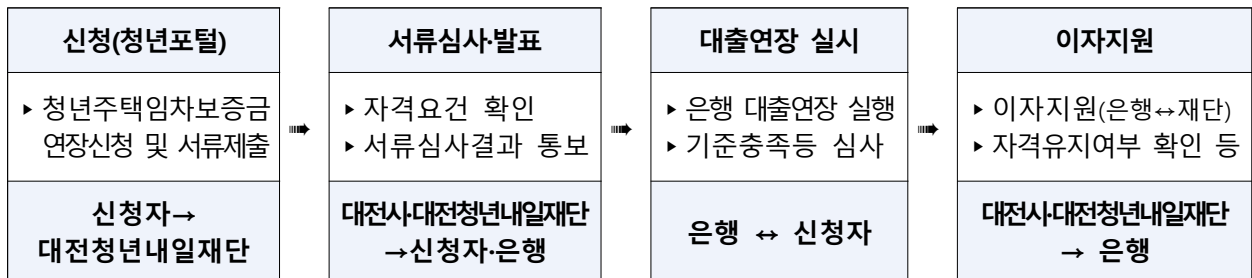 신청(청년포털)
▸ 청년주택임차보증금
연장신청 및 서류제출
신청자→
대전청년내일재단
➠
서류심사·발표
▸ 자격요건 확인
▸ 서류심사결과 통보
대전시·대전청년내일재단
→신청자·은행
➠
대출연장 실시
▸ 은행 대출연장 실행
▸ 기준충족등 심사
은행 ↔ 신청자
➠
이자지원
▸ 이자지원(은행↔재단)
▸ 자격유지여부 확인 등
대전시·대전청년내일재단
→ 은행